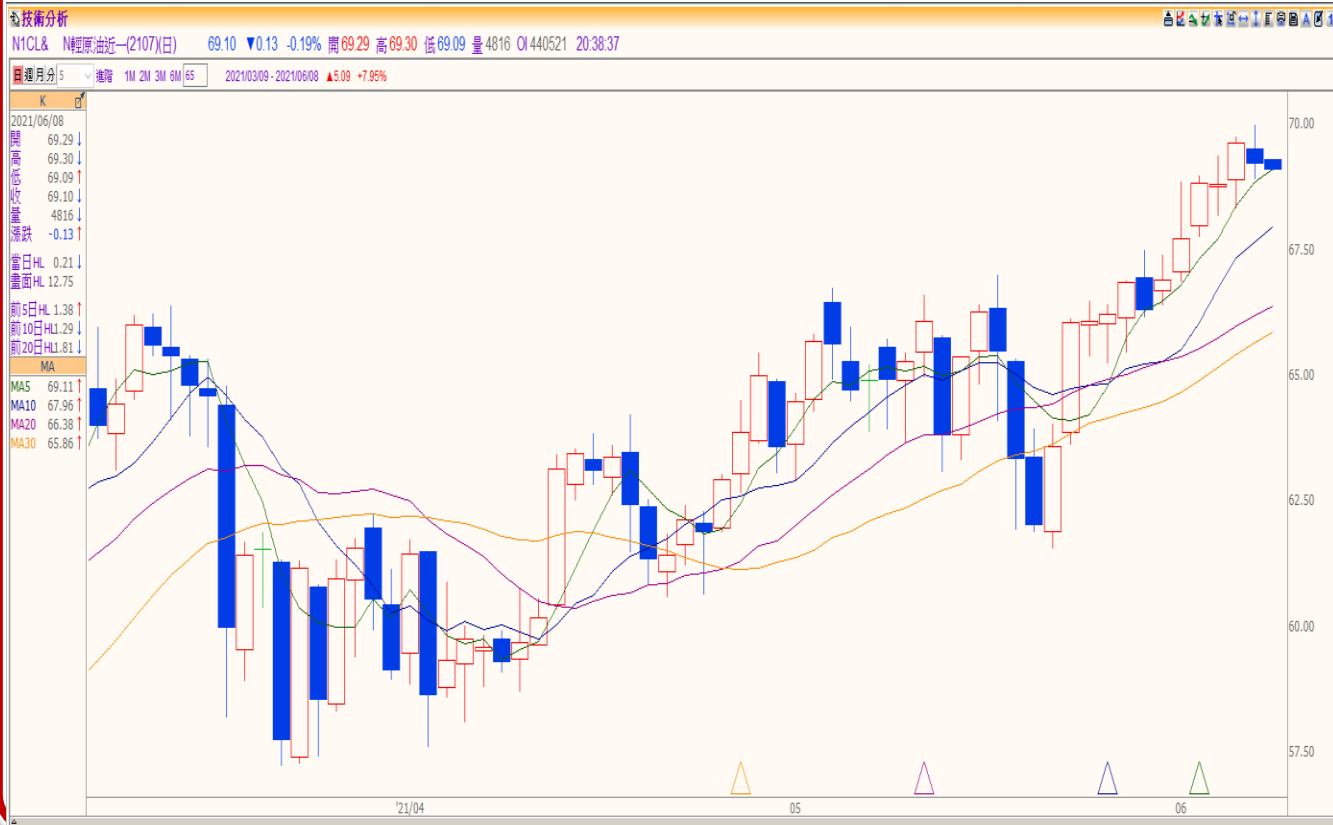 技術分析
N1CL& N輕原油近一(2107)(日) 69.10 ▼0.13 -0.19% 開 69.29 高 69.30 低 69.09 量 4816 OI 440521 20:38:37
日 週 月 分 5 進階 1M 2M 3M 6M 65 2021/03/09 - 2021/06/08 ▲5.09 +7.95%
K
2021/06/08
開 69.29 ↓
高 69.30 ↓
低 69.09 ↑
收 69.10 ↓
量 4816 ↓
漲跌 -0.13 ↑
當日HL 0.21 ↓
畫面HL 12.75
前5日HL 1.38 ↑
前10日HL1.29 ↓
前20日HL1.81 ↓
MA
MA5 69.11 ↑
MA10 67.96 ↑
MA20 66.38 ↑
MA30 65.86 ↑
70.00
67.50
65.00
62.50
60.00
57.50
'21/04 05 06